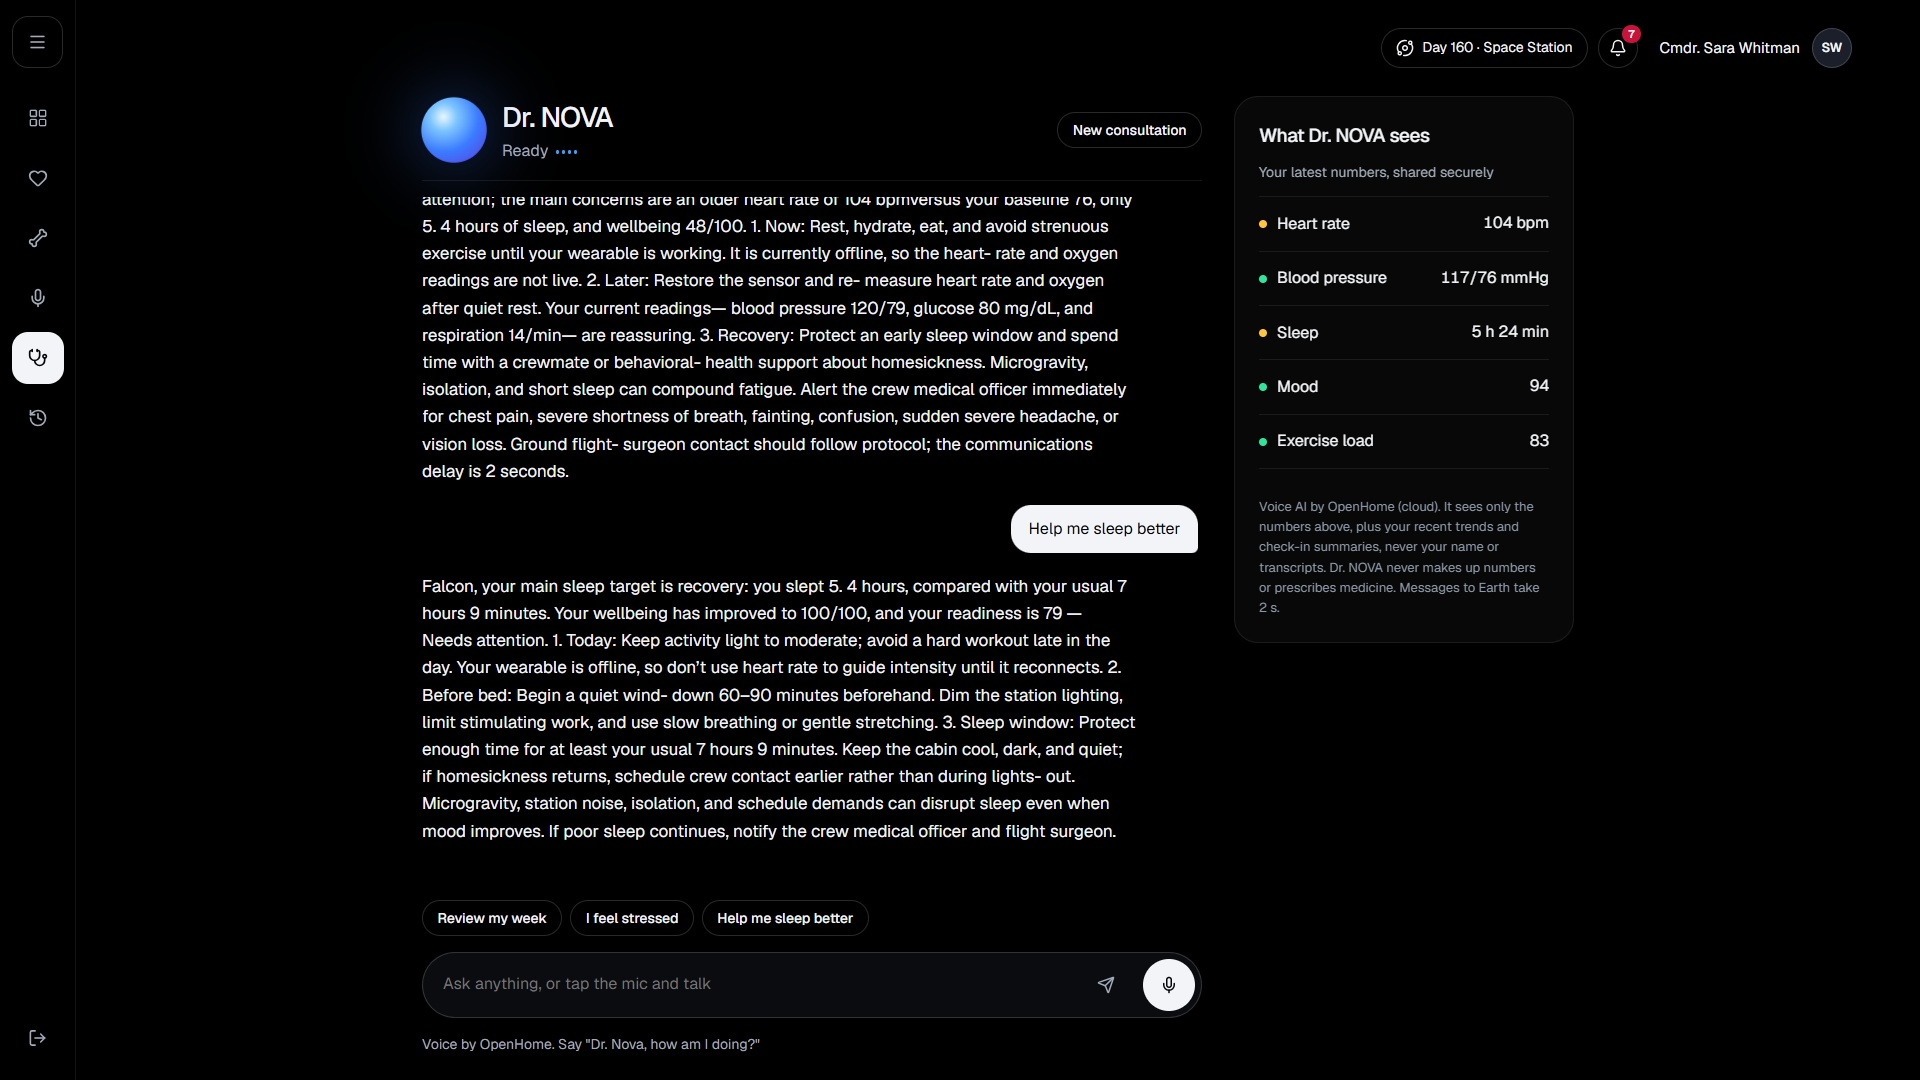 Day 160 · Space Station
7
Cmdr. Sara Whitman
SW
Dr. NOVA
Ready
New consultation
attention; the main concerns are an older heart rate of 104 bpmversus your baseline 76, only
5. 4 hours of sleep, and wellbeing 48/100. 1. Now: Rest, hydrate, eat, and avoid strenuous
exercise until your wearable is working. It is currently offline, so the heart- rate and oxygen
readings are not live. 2. Later: Restore the sensor and re- measure heart rate and oxygen
after quiet rest. Your current readings— blood pressure 120/79, glucose 80 mg/dL, and
respiration 14/min— are reassuring. 3. Recovery: Protect an early sleep window and spend
time with a crewmate or behavioral- health support about homesickness. Microgravity,
isolation, and short sleep can compound fatigue. Alert the crew medical officer immediately
for chest pain, severe shortness of breath, fainting, confusion, sudden severe headache, or
vision loss. Ground flight- surgeon contact should follow protocol; the communications
delay is 2 seconds.
Help me sleep better
Falcon, your main sleep target is recovery: you slept 5. 4 hours, compared with your usual 7
hours 9 minutes. Your wellbeing has improved to 100/100, and your readiness is 79 —
Needs attention. 1. Today: Keep activity light to moderate; avoid a hard workout late in the
day. Your wearable is offline, so don’t use heart rate to guide intensity until it reconnects. 2.
Before bed: Begin a quiet wind- down 60–90 minutes beforehand. Dim the station lighting,
limit stimulating work, and use slow breathing or gentle stretching. 3. Sleep window: Protect
enough time for at least your usual 7 hours 9 minutes. Keep the cabin cool, dark, and quiet;
if homesickness returns, schedule crew contact earlier rather than during lights- out.
Microgravity, station noise, isolation, and schedule demands can disrupt sleep even when
mood improves. If poor sleep continues, notify the crew medical officer and flight surgeon.
Review my week
I feel stressed
Help me sleep better
Ask anything, or tap the mic and talk
Voice by OpenHome. Say "Dr. Nova, how am I doing?"
What Dr. NOVA sees
Your latest numbers, shared securely
Heart rate 104 bpm
Blood pressure 117/76 mmHg
Sleep 5 h 24 min
Mood 94
Exercise load 83
Voice AI by OpenHome (cloud). It sees only the
numbers above, plus your recent trends and
check-in summaries, never your name or
transcripts. Dr. NOVA never makes up numbers
or prescribes medicine. Messages to Earth take
2 s.